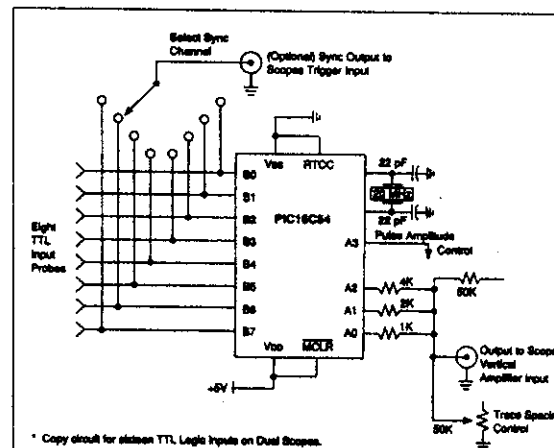 Select Sync
Channel
(Optional) Sync Output to
Scopes Trigger Input
Vss
RTCC
22 pF
B0
B1
B2
PIC16C54
22 pF
Pulse Amplitude
Control
Eight
TTL
Input
Probes
B3
A3
B4
A2
4K
50K
B5
A1
2K
B6
A0
1K
B7
VDD
MCLR
Output to Scope
Vertical
Amplifier Input
+5V
50K
Trace Spacing
Control
* Copy circuit for sixteen TTL Logic Inputs on Dual Scopes.